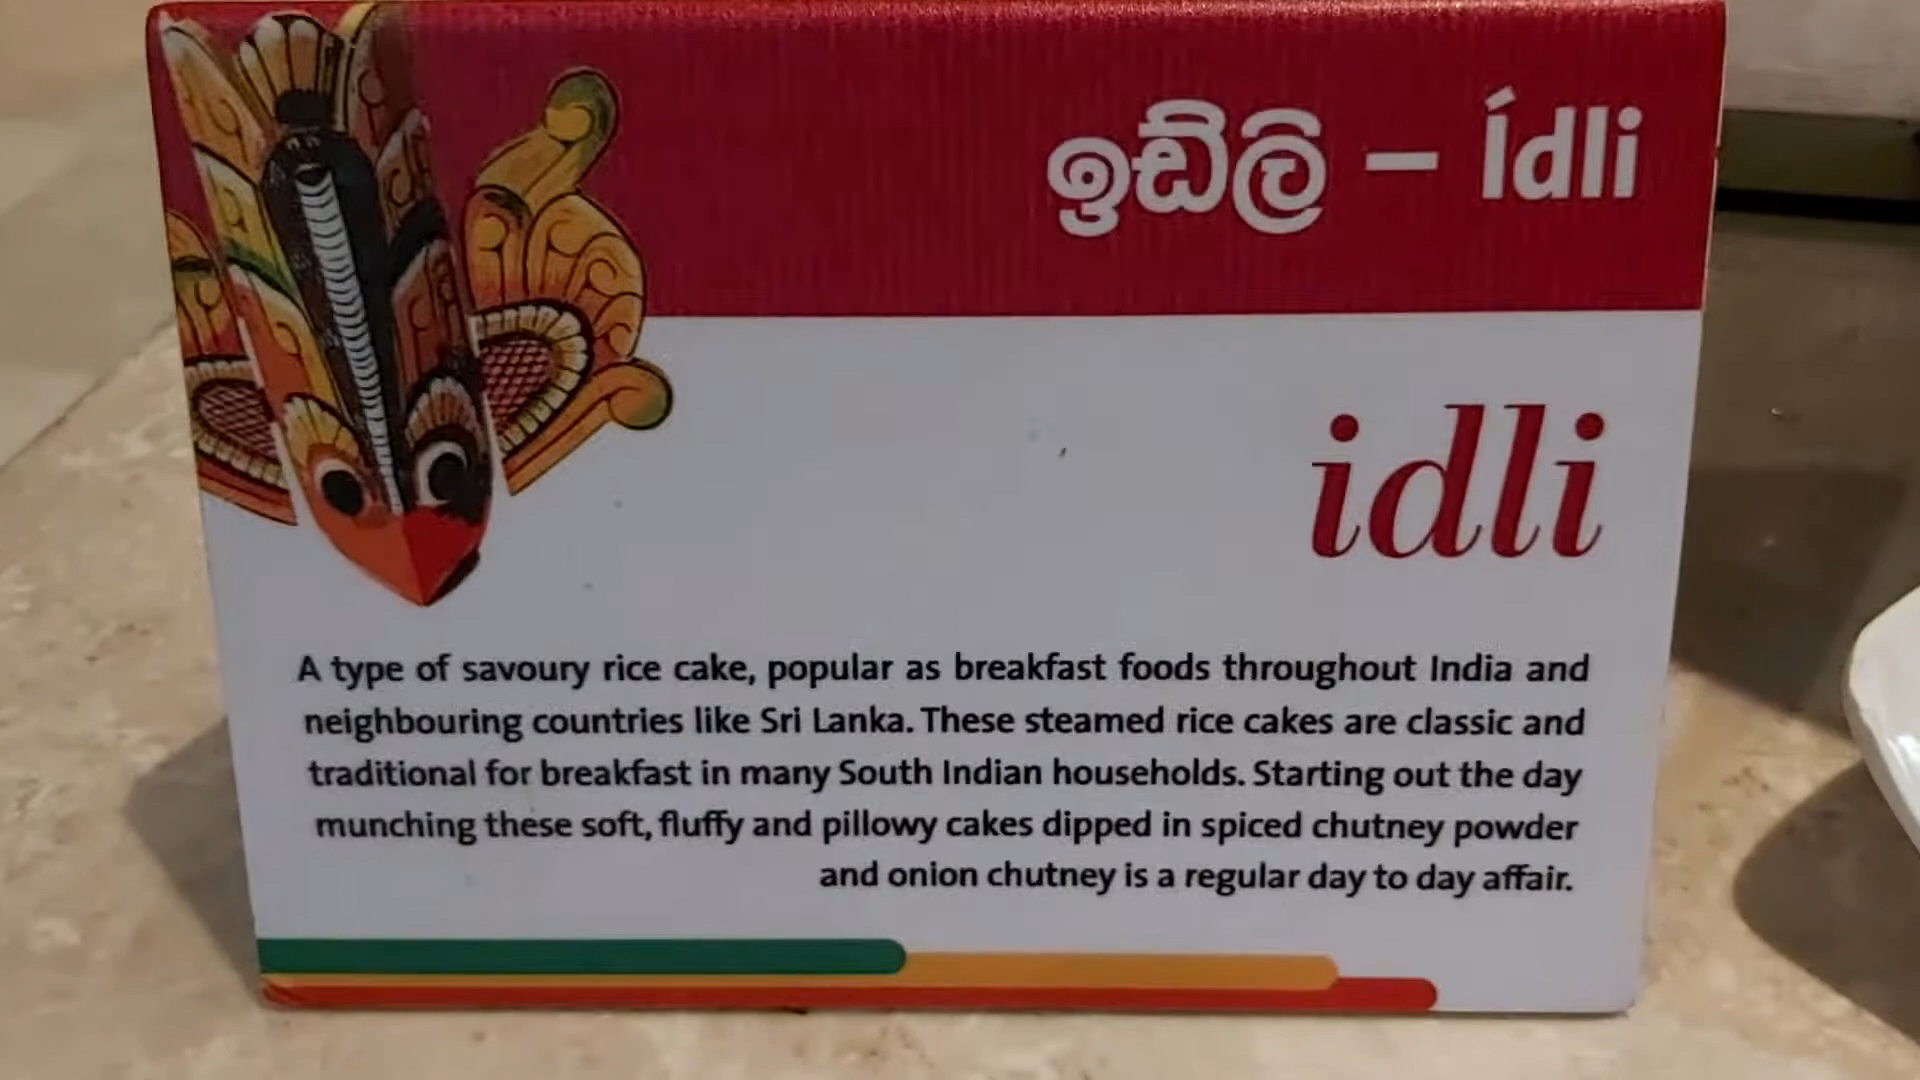 ඉඩ්ලි – Ídli
idli
A type of savoury rice cake, popular as breakfast foods throughout India and
neighbouring countries like Sri Lanka. These steamed rice cakes are classic and
traditional for breakfast in many South Indian households. Starting out the day
munching these soft, fluffy and pillowy cakes dipped in spiced chutney powder
and onion chutney is a regular day to day affair.